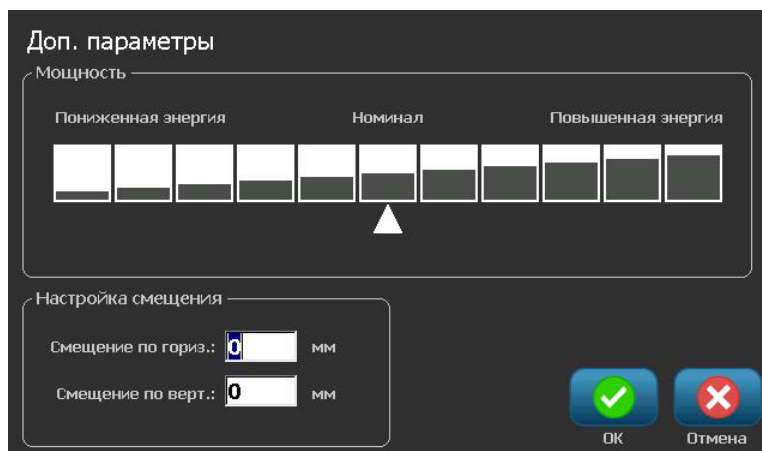 Доп. параметры
Мощность
Пониженная энергия Номинал Повышенная энергия
Настройка смещения
Смещение по гориз.: 0 мм
Смещение по верт.: 0 мм
ОК Отмена